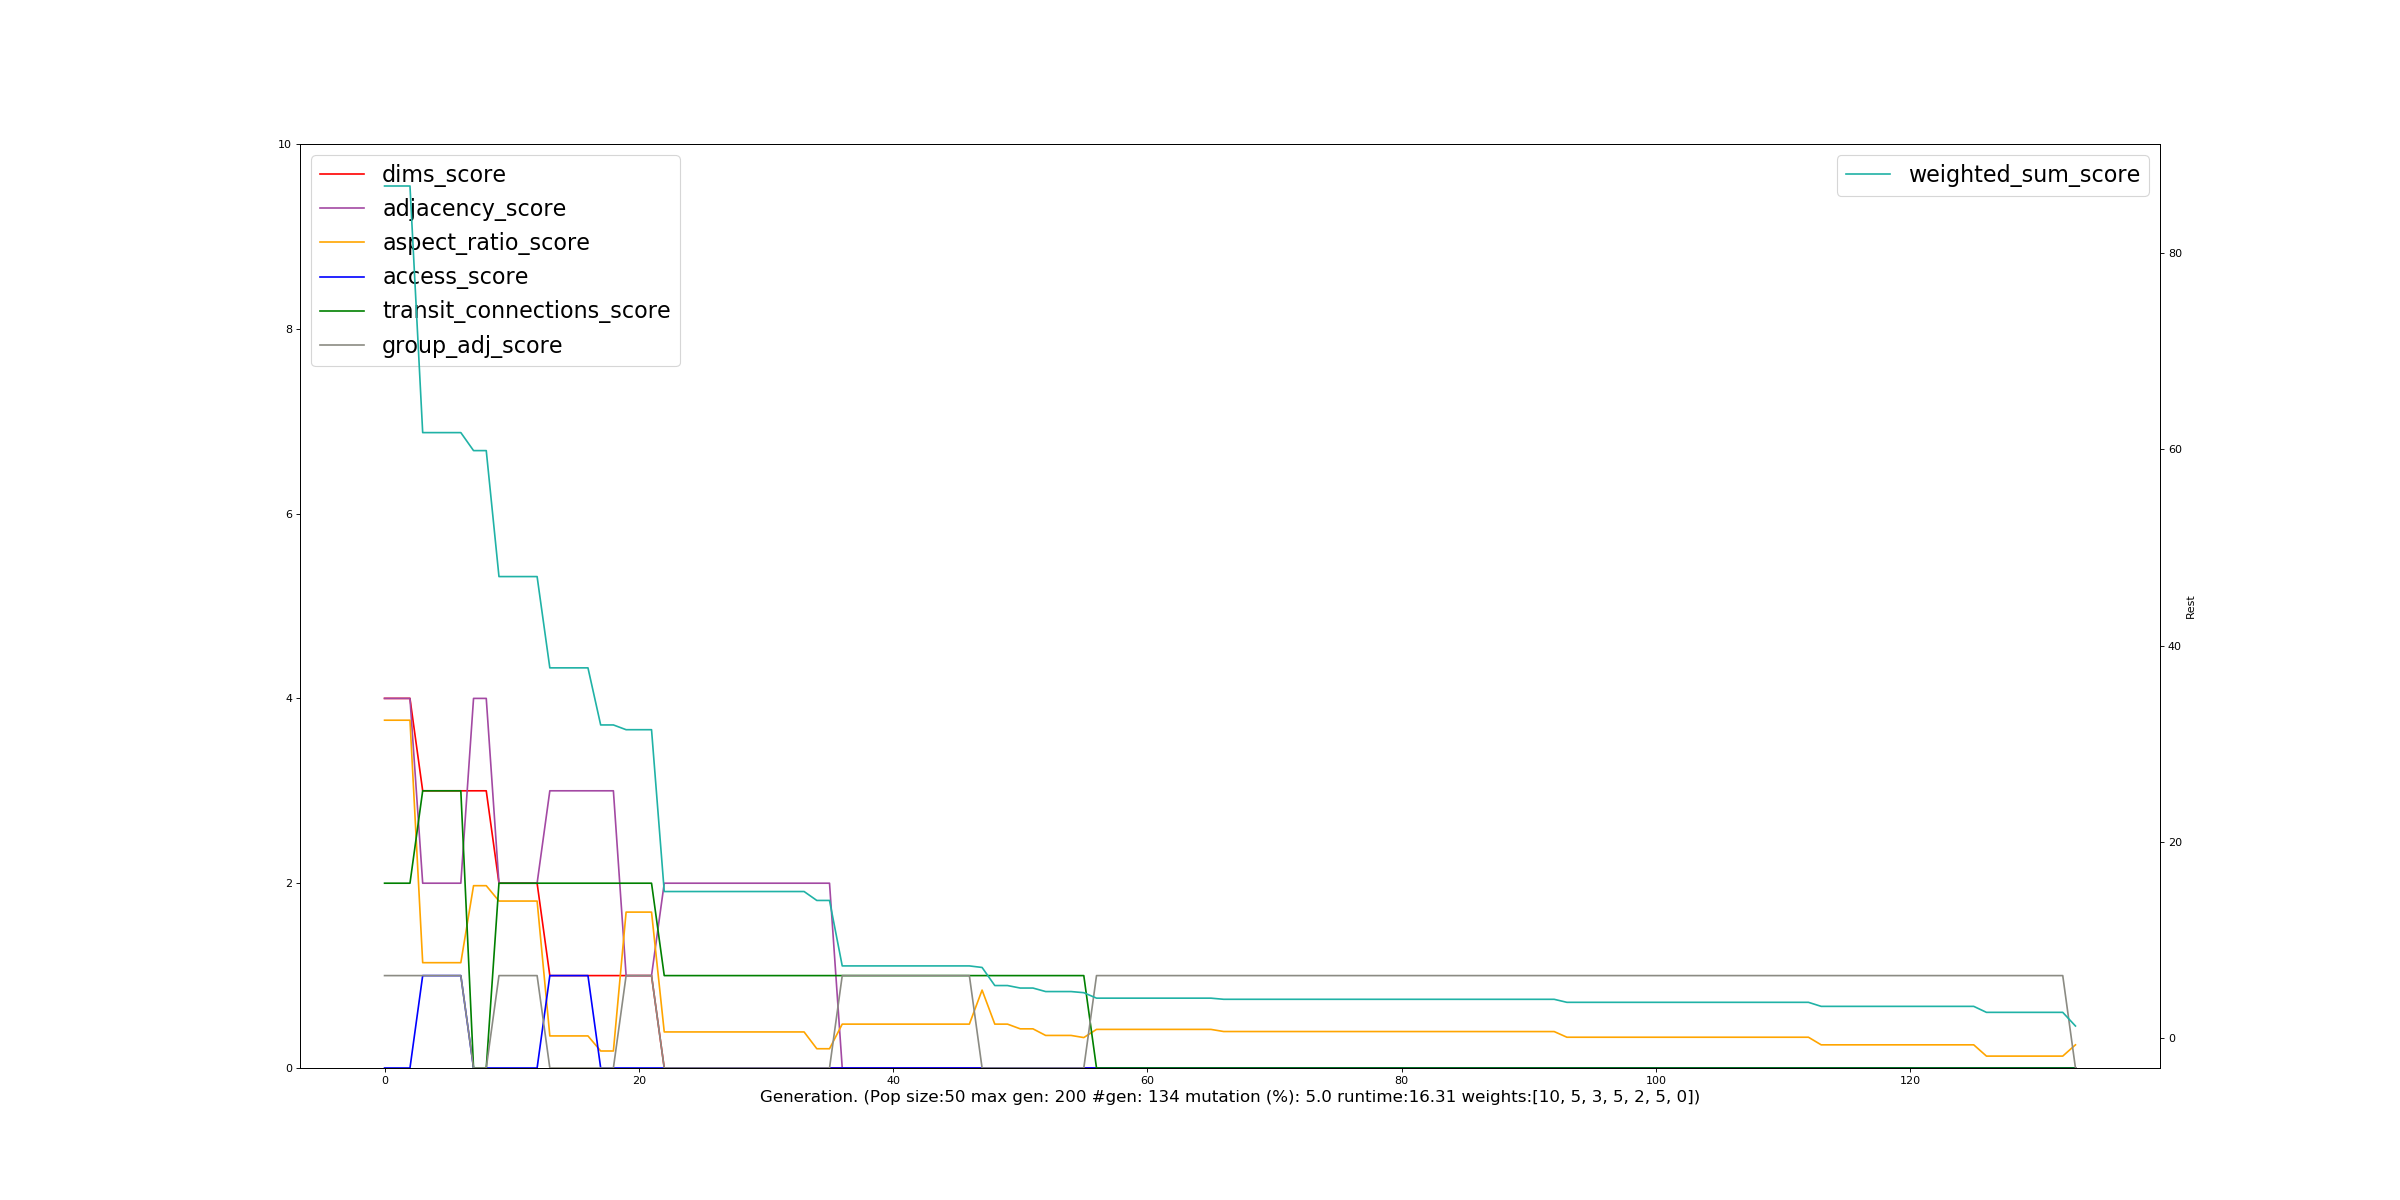 10
8
6
4
2
0
dims_score
adjacency_score
aspect_ratio_score
access_score
transit_connections_score
group_adj_score
weighted_sum_score
80
60
40
20
0
Rest
0 20 40 60 80 100 120
Generation. (Pop size:50 max gen: 200 #gen: 134 mutation (%): 5.0 runtime:16.31 weights:[10, 5, 3, 5, 2, 5, 0])